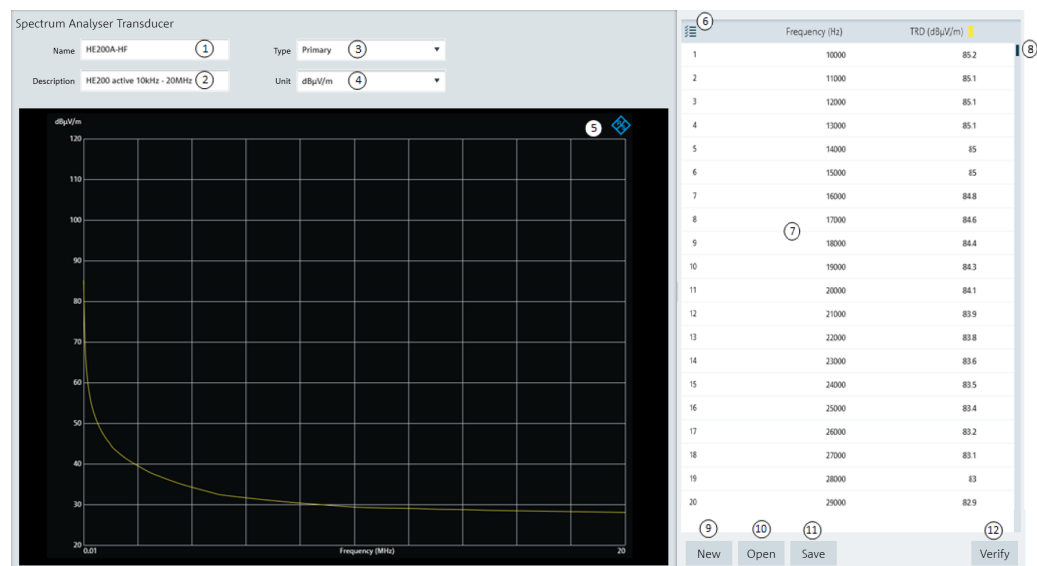 Spectrum Analyser Transducer
Name HE200A-HF 1 Type Primary 3
Description HE200 active 10kHz - 20MHz 2 Unit dBµV/m 4
dBµV/m 5
120
110
100
90
80
70
60
50
40
30
20
0.01 Frequency (MHz) 20
6
Frequency (Hz) TRD (dBµV/m)
8
1 10000 85.2
2 11000 85.1
3 12000 85.1
4 13000 85.1
5 14000 85
6 15000 85
7 16000 84.8
8 17000 84.6
7
9 18000 84.4
10 19000 84.3
11 20000 84.1
12 21000 83.9
13 22000 83.8
14 23000 83.6
15 24000 83.5
16 25000 83.4
17 26000 83.2
18 27000 83.1
19 28000 83
20 29000 82.9
9 10 11 12
New Open Save Verify